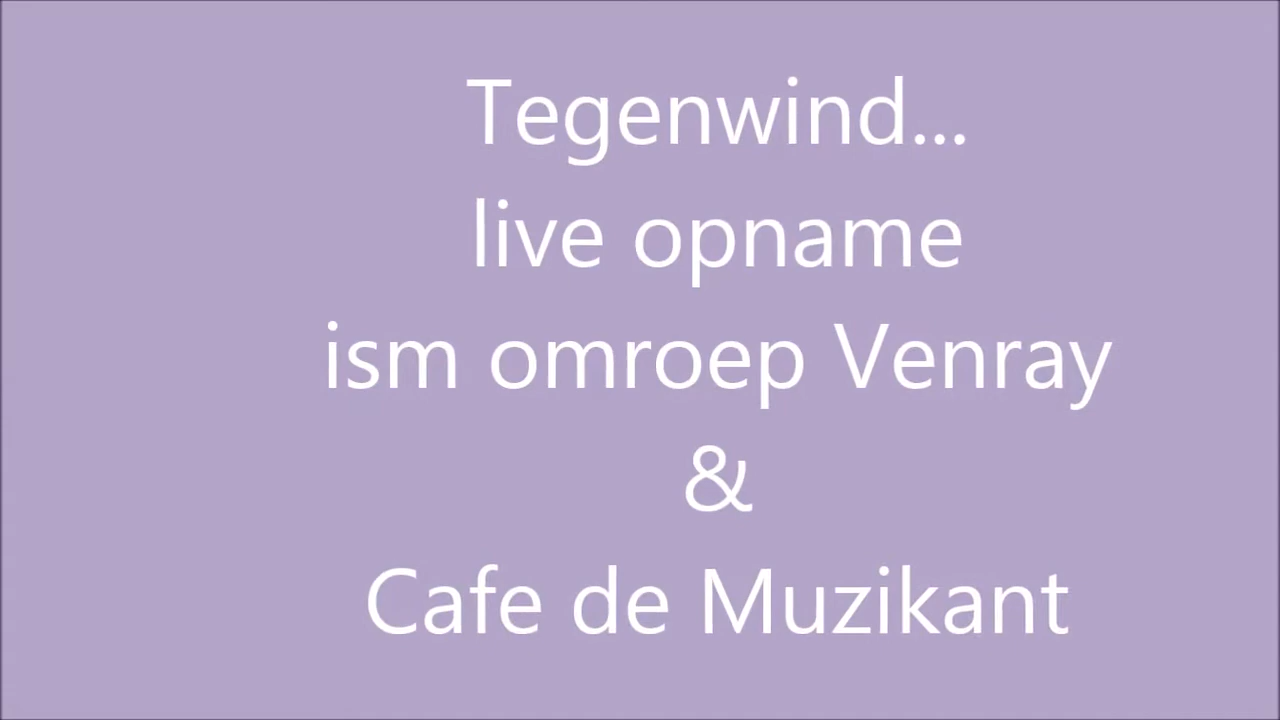 Tegenwind...
live opname
ism omroep Venray
&
Cafe de Muzikant